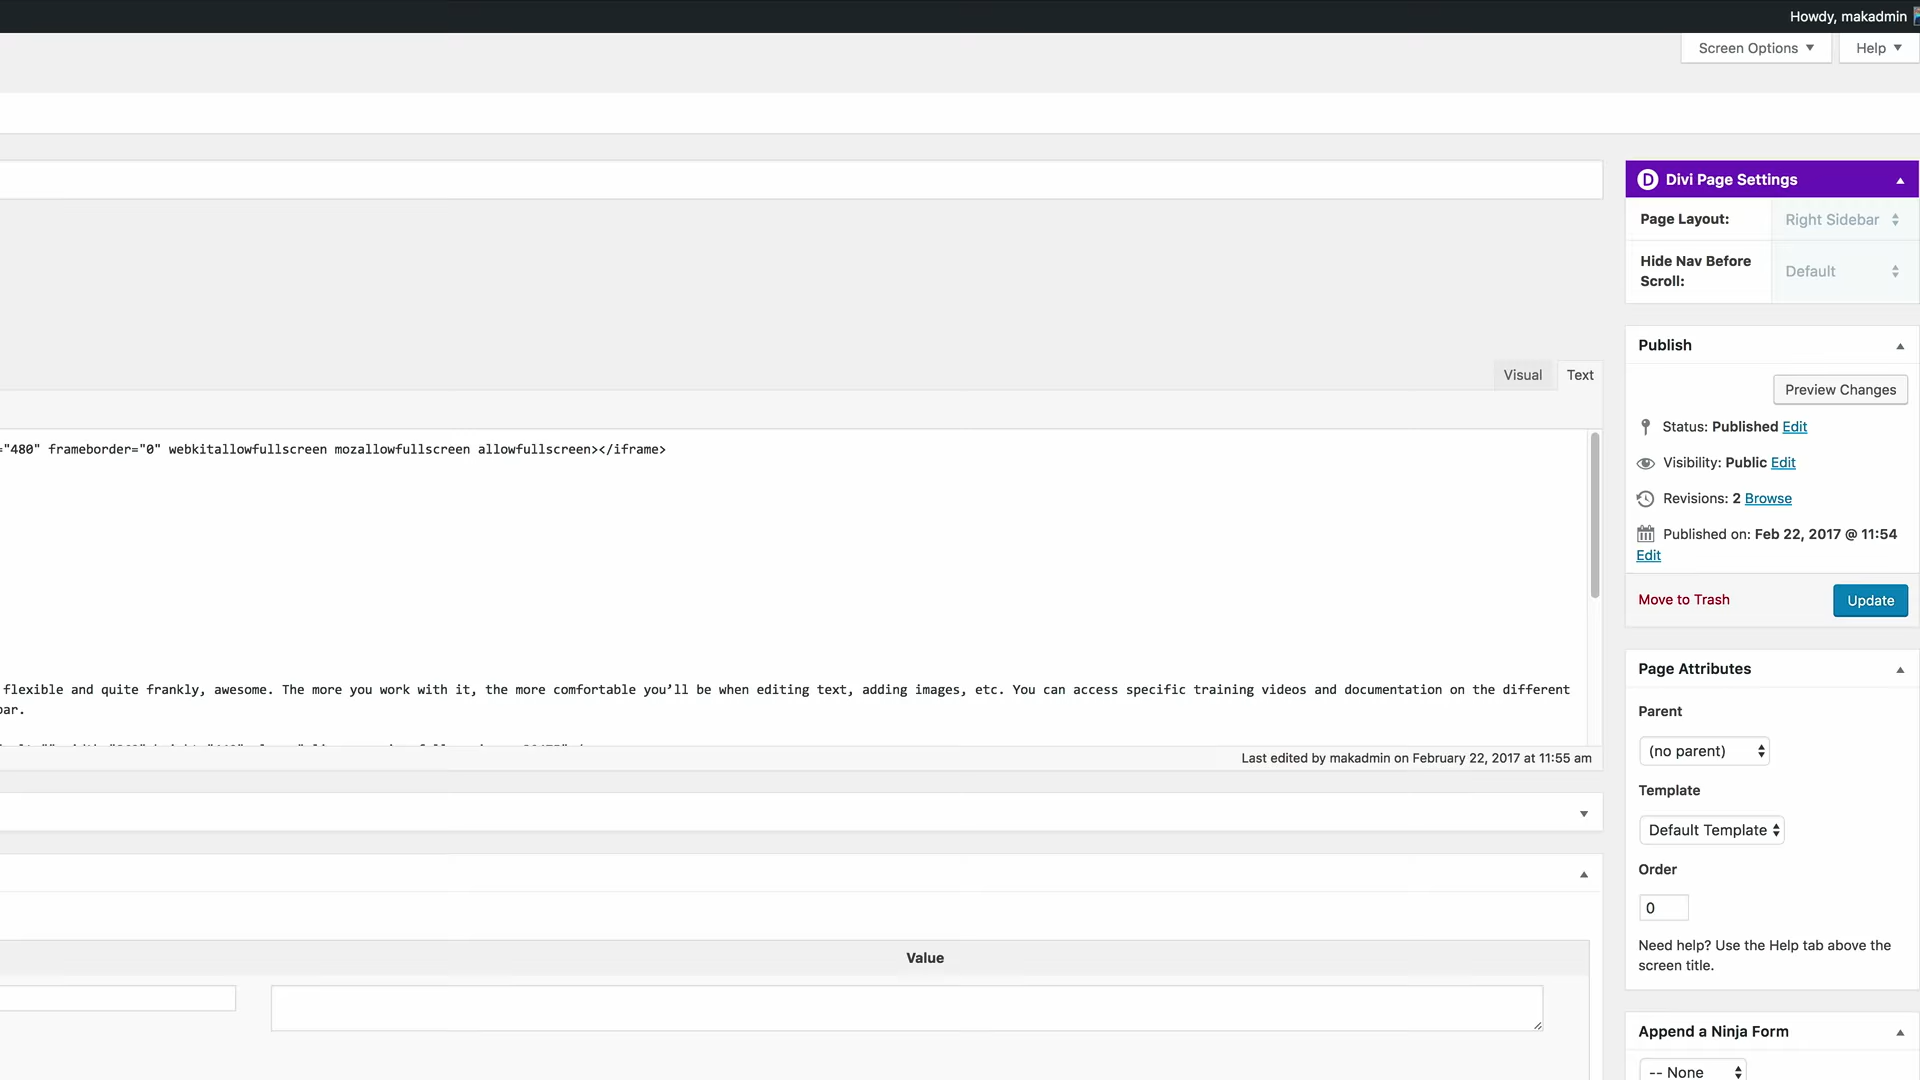 Howdy, makadmin
Screen Options
Help
Divi Page Settings
Page Layout:
Right Sidebar
Hide Nav Before
Scroll:
Default
Publish
Visual
Text
Preview Changes
="480" frameborder="0" webkitallowfullscreen mozallowfullscreen allowfullscreen></iframe>
Status: Published Edit
Visibility: Public Edit
Revisions: 2 Browse
Published on: Feb 22, 2017 @ 11:54
Edit
Move to Trash
Update
flexible and quite frankly, awesome. The more you work with it, the more comfortable you’ll be when editing text, adding images, etc. You can access specific training videos and documentation on the different
bar.
Last edited by makadmin on February 22, 2017 at 11:55 am
Page Attributes
Parent
(no parent)
Template
Default Template
Order
0
Need help? Use the Help tab above the
screen title.
Value
Append a Ninja Form
-- None